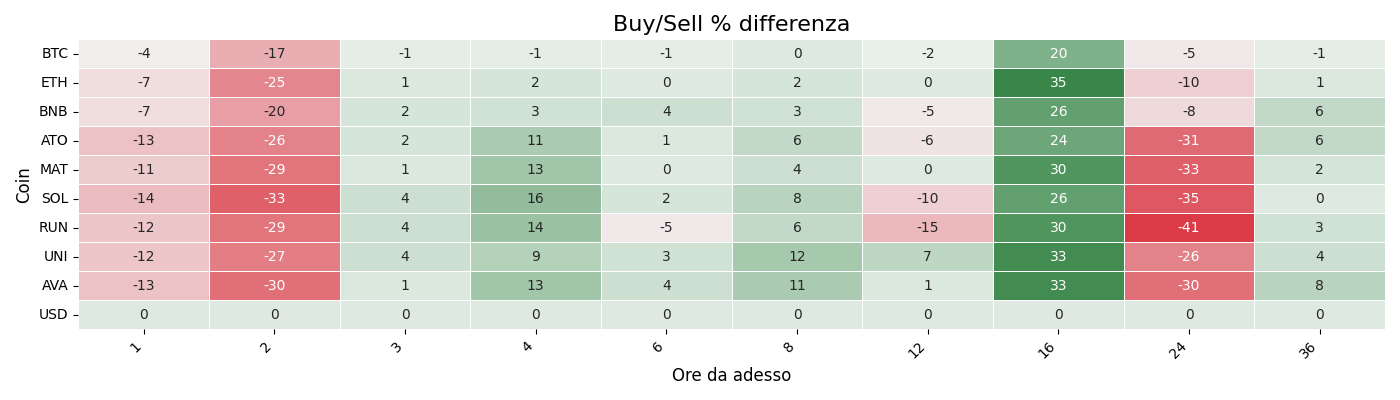 Buy/Sell % differenza
Coin
BTC -4 -17 -1 -1 -1 0 -2 20 -5 -1
ETH -7 -25 1 2 0 2 0 35 -10 1
BNB -7 -20 2 3 4 3 -5 26 -8 6
ATO -13 -26 2 11 1 6 -6 24 -31 6
MAT -11 -29 1 13 0 4 0 30 -33 2
SOL -14 -33 4 16 2 8 -10 26 -35 0
RUN -12 -29 4 14 -5 6 -15 30 -41 3
UNI -12 -27 4 9 3 12 7 33 -26 4
AVA -13 -30 1 13 4 11 1 33 -30 8
USD 0 0 0 0 0 0 0 0 0 0
1 2 3 4 6 8 12 16 24 36
Ore da adesso